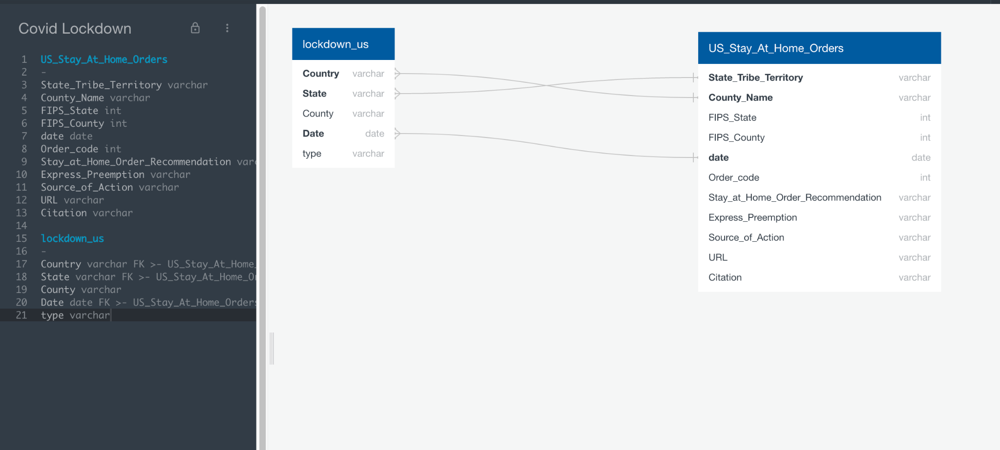 Covid Lockdown
1 US_Stay_At_Home_Orders
2 -
3 State_Tribe_Territory varchar
4 County_Name varchar
5 FIPS_State int
6 FIPS_County int
7 date date
8 Order_code int
9 Stay_at_Home_Order_Recommendation varc
10 Express_Preemption varchar
11 Source_of_Action varchar
12 URL varchar
13 Citation varchar
14
15 lockdown_us
16 -
17 Country varchar FK >- US_Stay_At_Home_
18 State varchar FK >- US_Stay_At_Home_Or
19 County varchar
20 Date date FK >- US_Stay_At_Home_Orders
21 type varchar
lockdown_us
Country varchar
State varchar
County varchar
Date date
type varchar
US_Stay_At_Home_Orders
State_Tribe_Territory varchar
County_Name varchar
FIPS_State int
FIPS_County int
date date
Order_code int
Stay_at_Home_Order_Recommendation varchar
Express_Preemption varchar
Source_of_Action varchar
URL varchar
Citation varchar